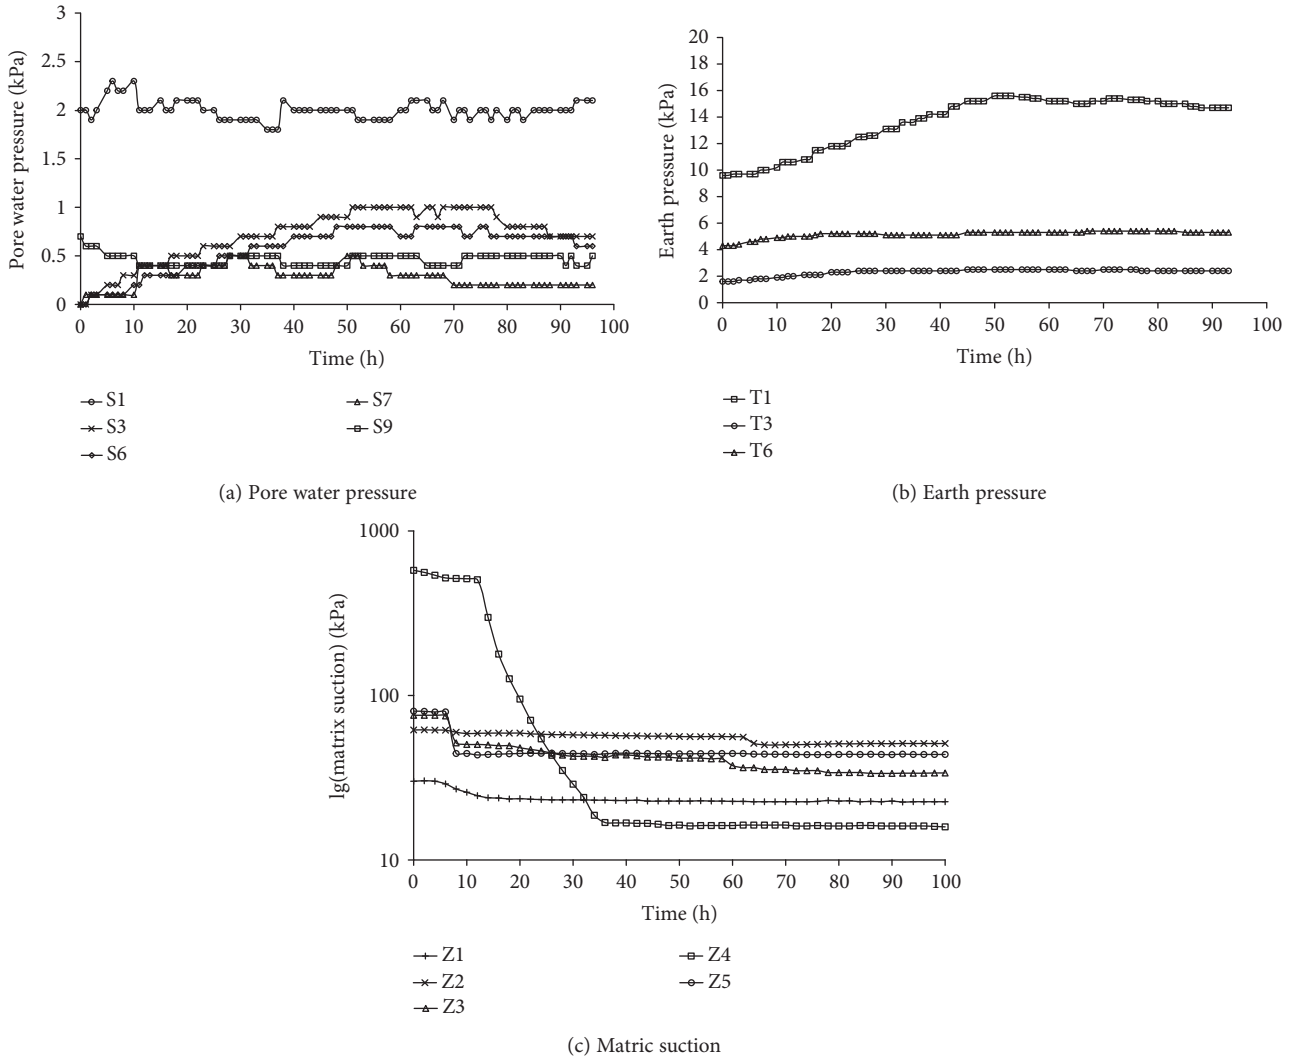 3
2.5
2
1.5
1
0.5
0
Pore water pressure (kPa)
0 10 20 30 40 50 60 70 80 90 100
Time (h)
S1
S3
S6
S7
S9
(a) Pore water pressure
20
18
16
14
12
10
8
6
4
2
0
Earth pressure (kPa)
0 10 20 30 40 50 60 70 80 90 100
Time (h)
T1
T3
T6
(b) Earth pressure
1000
100
10
lg(matrix suction) (kPa)
0 10 20 30 40 50 60 70 80 90 100
Time (h)
Z1
Z2
Z3
Z4
Z5
(c) Matric suction